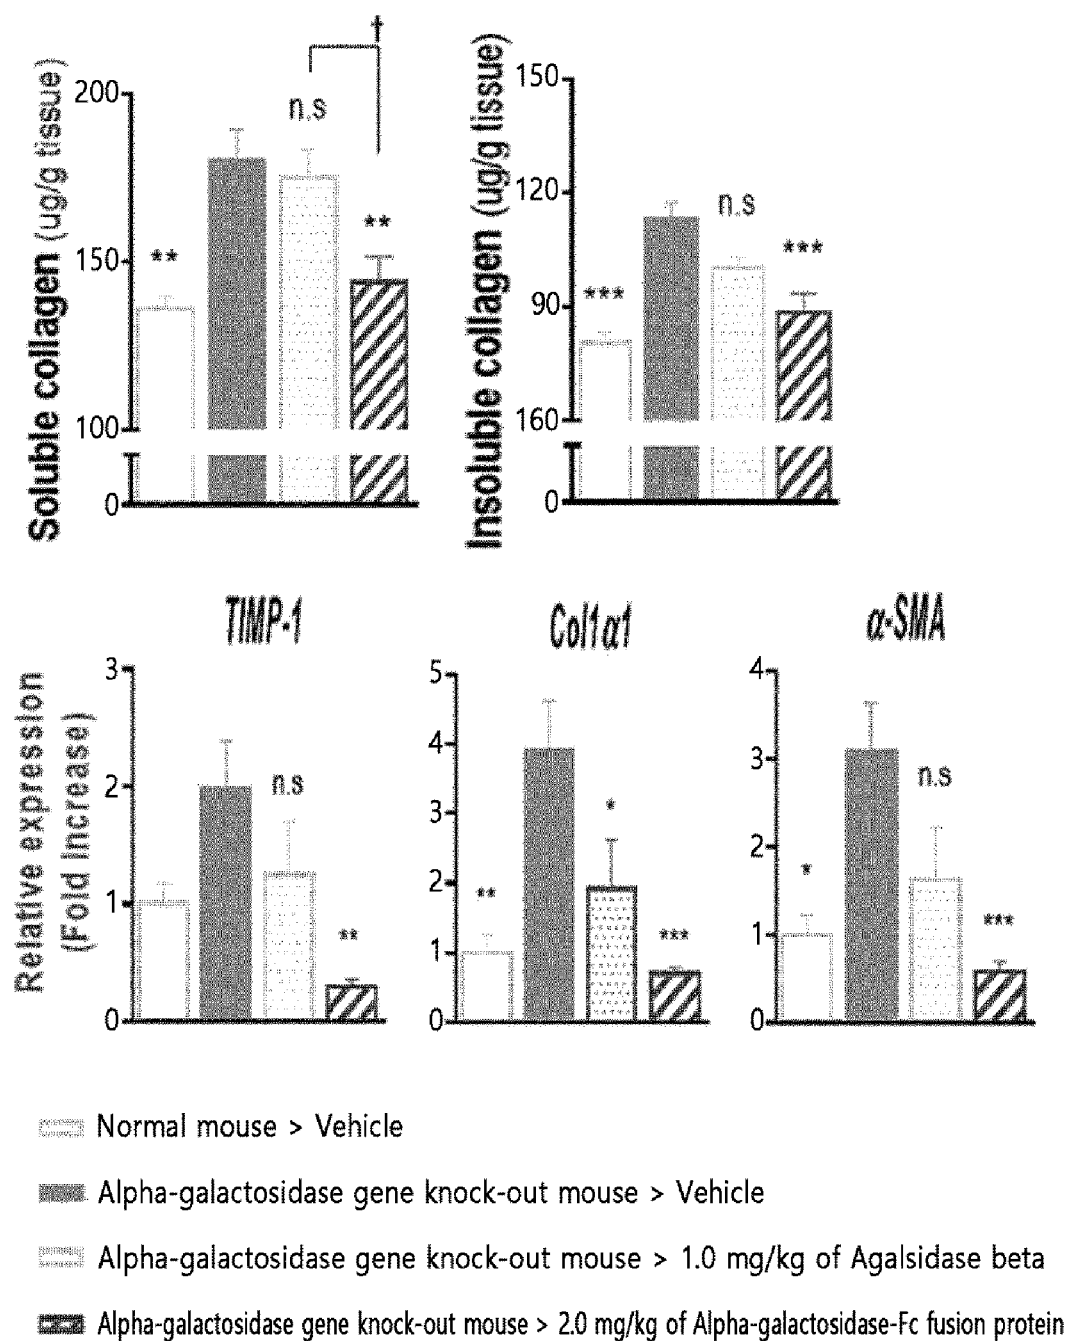 †
Soluble collagen (ug/g tissue)
200
150
100
0
**
n.s
**
Insoluble collagen (ug/g tissue)
150
120
90
160
0
***
n.s
***
Relative expression
(Fold Increase)
TIMP-1
3
2
1
0
n.s
**
Col1α1
5
4
3
2
1
0
**
*
***
α-SMA
4
3
2
1
0
*
n.s
***
Normal mouse > Vehicle
Alpha-galactosidase gene knock-out mouse > Vehicle
Alpha-galactosidase gene knock-out mouse > 1.0 mg/kg of Agalsidase beta
Alpha-galactosidase gene knock-out mouse > 2.0 mg/kg of Alpha-galactosidase-Fc fusion protein